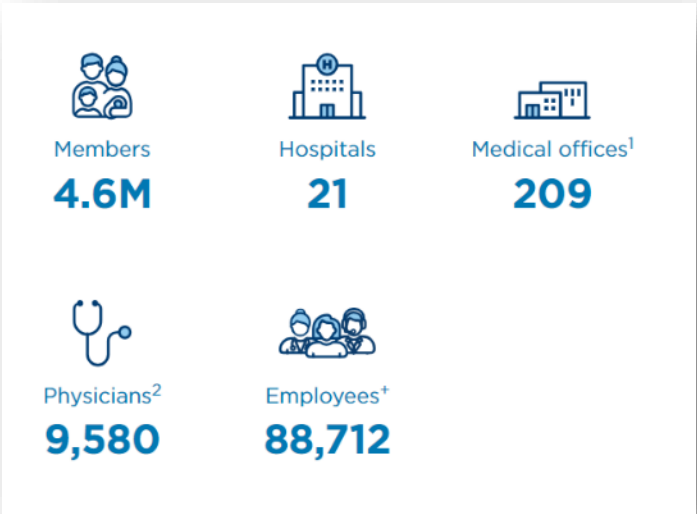 H
Members
4.6M
Hospitals
21
Medical offices¹
209
Physicians²
9,580
Employees⁺
88,712